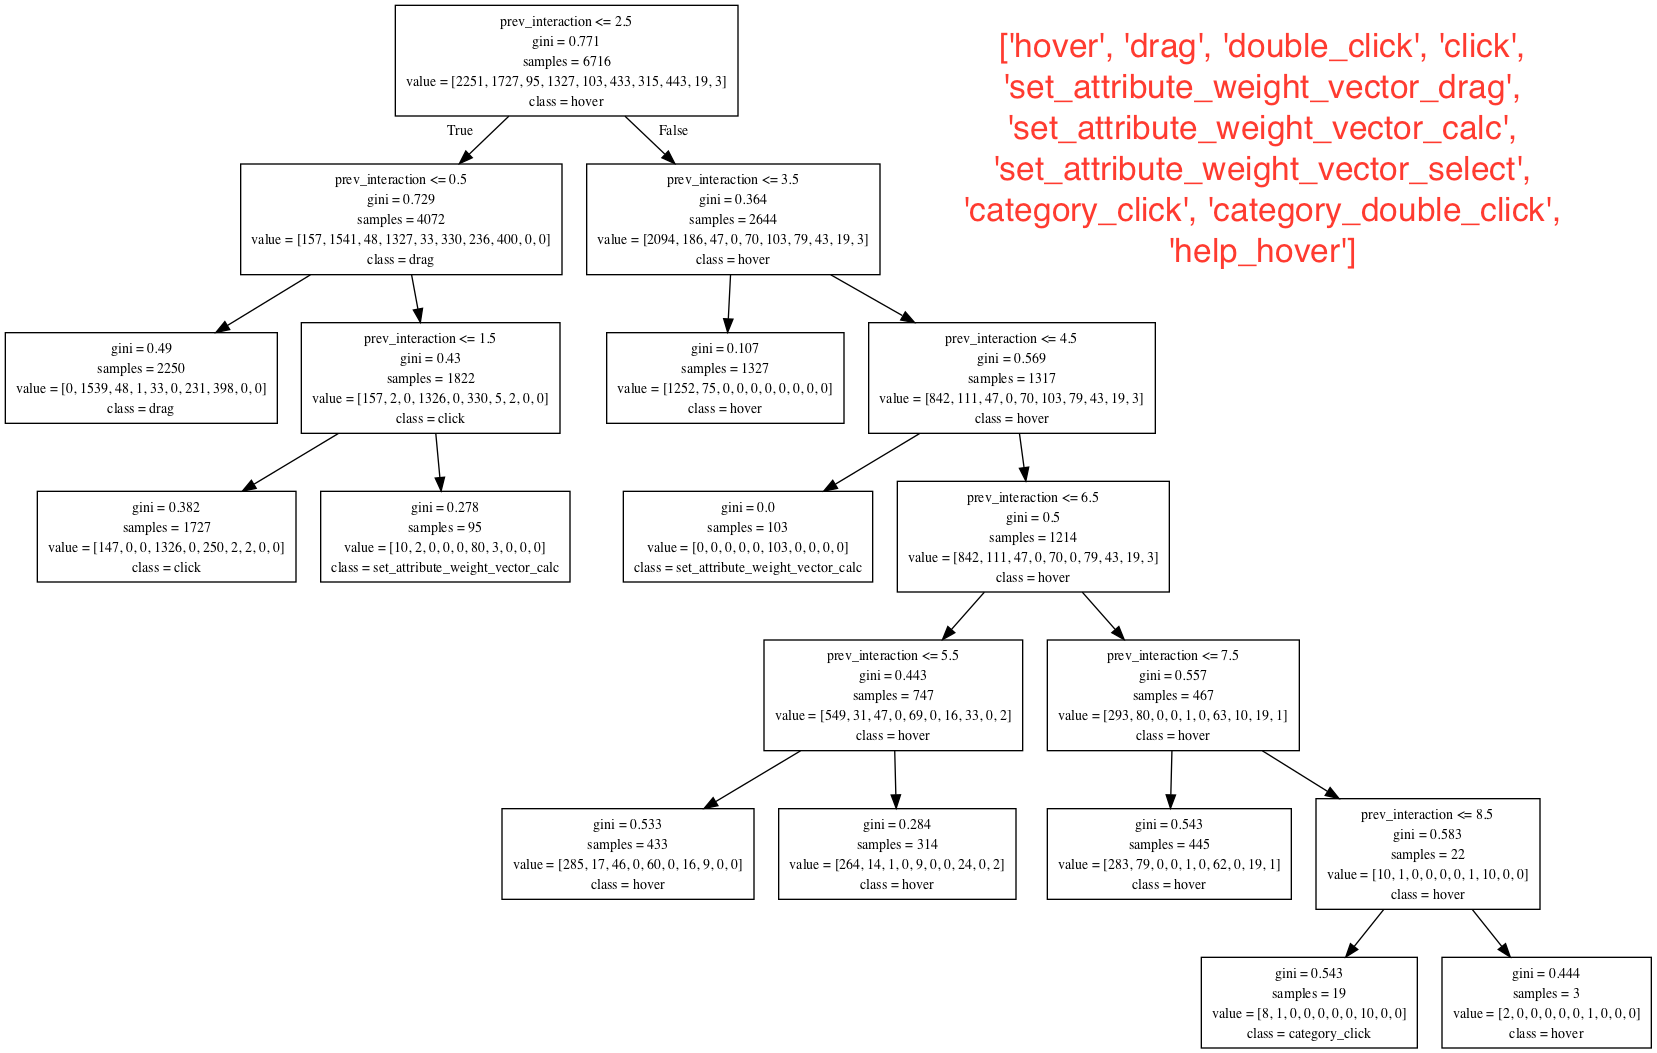 prev_interaction <= 2.5
gini = 0.771
samples = 6716
value = [2251, 1727, 95, 1327, 103, 433, 315, 443, 19, 3]
class = hover
['hover', 'drag', 'double_click', 'click',
'set_attribute_weight_vector_drag',
'set_attribute_weight_vector_calc',
'set_attribute_weight_vector_select',
'category_click', 'category_double_click',
'help_hover']
True
False
prev_interaction <= 0.5
gini = 0.729
samples = 4072
value = [157, 1541, 48, 1327, 33, 330, 236, 400, 0, 0]
class = drag
prev_interaction <= 3.5
gini = 0.364
samples = 2644
value = [2094, 186, 47, 0, 70, 103, 79, 43, 19, 3]
class = hover
gini = 0.49
samples = 2250
value = [0, 1539, 48, 1, 33, 0, 231, 398, 0, 0]
class = drag
prev_interaction <= 1.5
gini = 0.43
samples = 1822
value = [157, 2, 0, 1326, 0, 330, 5, 2, 0, 0]
class = click
gini = 0.107
samples = 1327
value = [1252, 75, 0, 0, 0, 0, 0, 0, 0, 0]
class = hover
prev_interaction <= 4.5
gini = 0.569
samples = 1317
value = [842, 111, 47, 0, 70, 103, 79, 43, 19, 3]
class = hover
gini = 0.382
samples = 1727
value = [147, 0, 0, 1326, 0, 250, 2, 2, 0, 0]
class = click
gini = 0.278
samples = 95
value = [10, 2, 0, 0, 0, 80, 3, 0, 0, 0]
class = set_attribute_weight_vector_calc
gini = 0.0
samples = 103
value = [0, 0, 0, 0, 0, 103, 0, 0, 0, 0]
class = set_attribute_weight_vector_calc
prev_interaction <= 6.5
gini = 0.5
samples = 1214
value = [842, 111, 47, 0, 70, 0, 79, 43, 19, 3]
class = hover
prev_interaction <= 5.5
gini = 0.443
samples = 747
value = [549, 31, 47, 0, 69, 0, 16, 33, 0, 2]
class = hover
prev_interaction <= 7.5
gini = 0.557
samples = 467
value = [293, 80, 0, 0, 1, 0, 63, 10, 19, 1]
class = hover
gini = 0.533
samples = 433
value = [285, 17, 46, 0, 60, 0, 16, 9, 0, 0]
class = hover
gini = 0.284
samples = 314
value = [264, 14, 1, 0, 9, 0, 0, 24, 0, 2]
class = hover
gini = 0.543
samples = 445
value = [283, 79, 0, 0, 1, 0, 62, 0, 19, 1]
class = hover
prev_interaction <= 8.5
gini = 0.583
samples = 22
value = [10, 1, 0, 0, 0, 0, 1, 10, 0, 0]
class = hover
gini = 0.543
samples = 19
value = [8, 1, 0, 0, 0, 0, 0, 10, 0, 0]
class = category_click
gini = 0.444
samples = 3
value = [2, 0, 0, 0, 0, 0, 1, 0, 0, 0]
class = hover